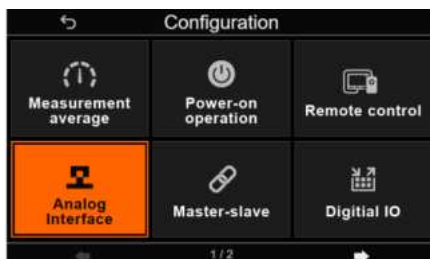 Configuration
Measurement
average
Power-on
operation
Remote control
Analog
Interface
Master-slave
Digitial IO
1/2